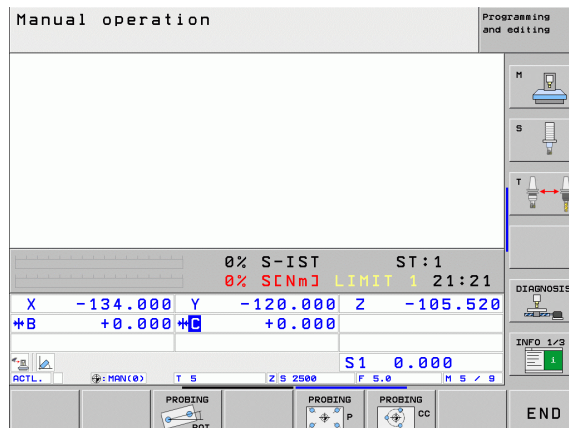 Manual operation
Programming
and editing
M
S
T
0% S-IST ST:1
0% S[Nm] LIMIT 1 21:21
X -134.000 Y -120.000 Z -105.520
B +0.000 C +0.000
S1 0.000
ACTL. MAN(0) T 5 Z S 2500 F 5.0 M 5 / 9
DIAGNOSIS
INFO 1/3
i
PROBING
ROT
PROBING
P
PROBING
CC
END